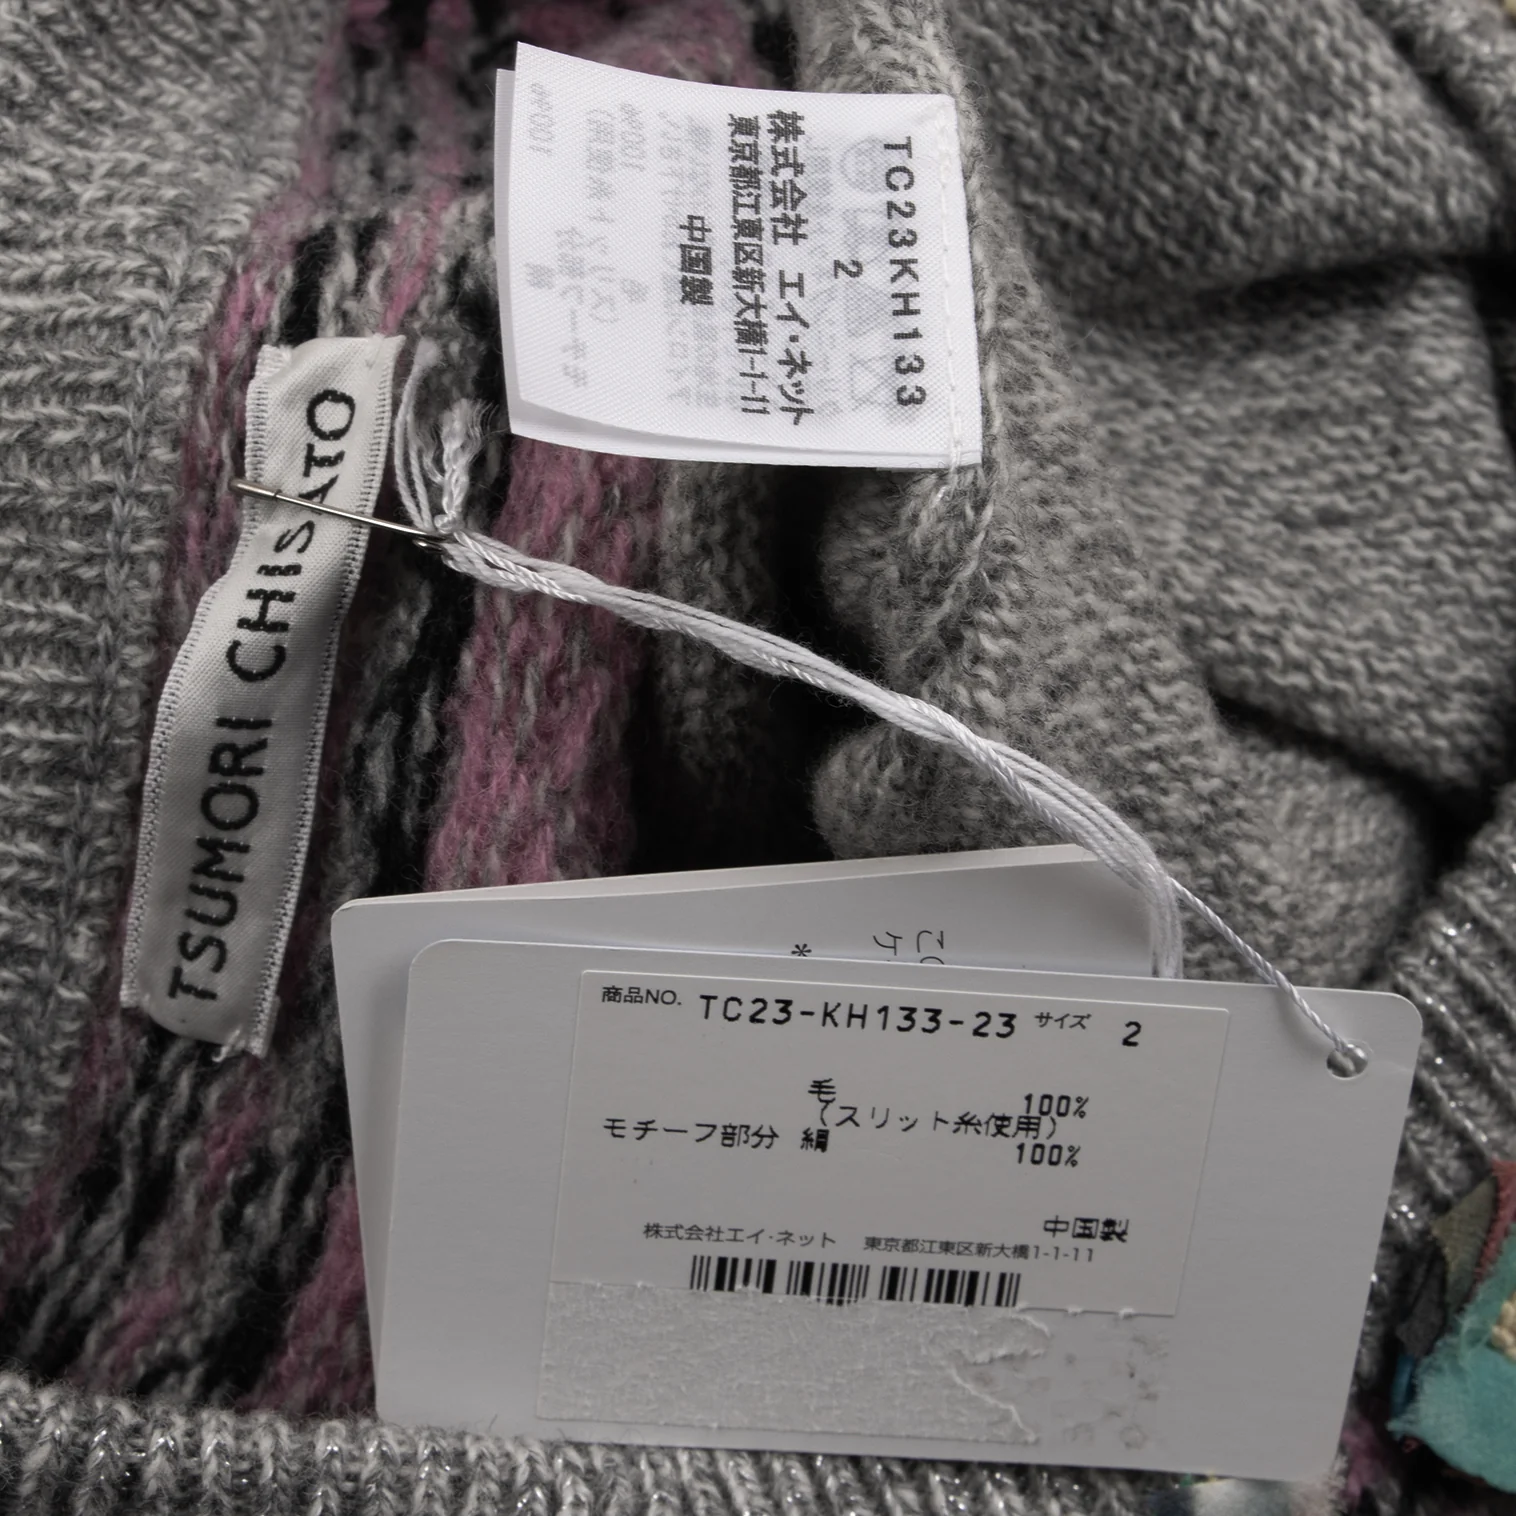 TSUMORI CHISATO
TC23KH133
2
株式会社 エイ・ネット
東京都江東区新大橋1-1-11
中国製
商品NO. TC23-KH133-23 サイズ 2
毛 100%
(スリット糸使用)
モチーフ部分 絹 100%
中国製
株式会社エイ・ネット 東京都江東区新大橋1-1-11